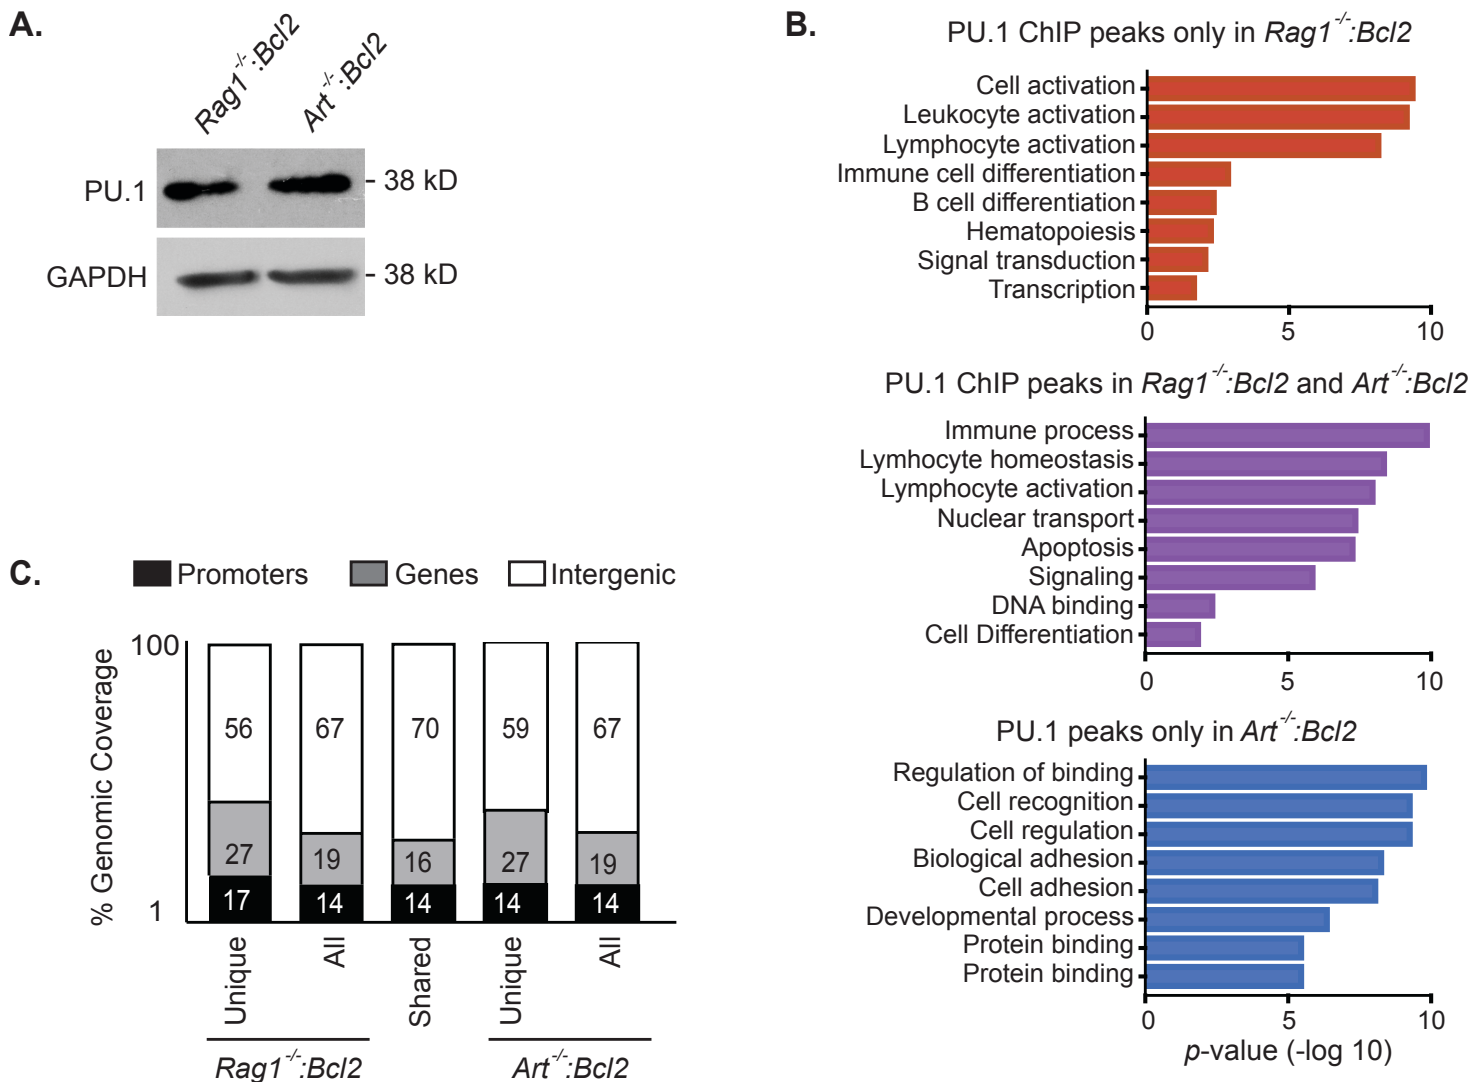 A.
Rag1-/-:Bcl2
Art-/-:Bcl2
PU.1
- 38 kD
GAPDH
- 38 kD
B.
PU.1 ChIP peaks only in Rag1-/-:Bcl2
Cell activation
Leukocyte activation
Lymphocyte activation
Immune cell differentiation
B cell differentiation
Hematopoiesis
Signal transduction
Transcription
0 5 10
PU.1 ChIP peaks in Rag1-/-:Bcl2 and Art-/-:Bcl2
Immune process
Lymhocyte homeostasis
Lymphocyte activation
Nuclear transport
Apoptosis
Signaling
DNA binding
Cell Differentiation
0 5 10
PU.1 peaks only in Art-/-:Bcl2
Regulation of binding
Cell recognition
Cell regulation
Biological adhesion
Cell adhesion
Developmental process
Protein binding
Protein binding
0 5 10
p-value (-log 10)
C.
Promoters Genes Intergenic
% Genomic Coverage
100
1
56 67 70 59 67
27 19 16 27 19
17 14 14 14 14
Unique All Shared Unique All
Rag1-/-:Bcl2 Art-/-:Bcl2